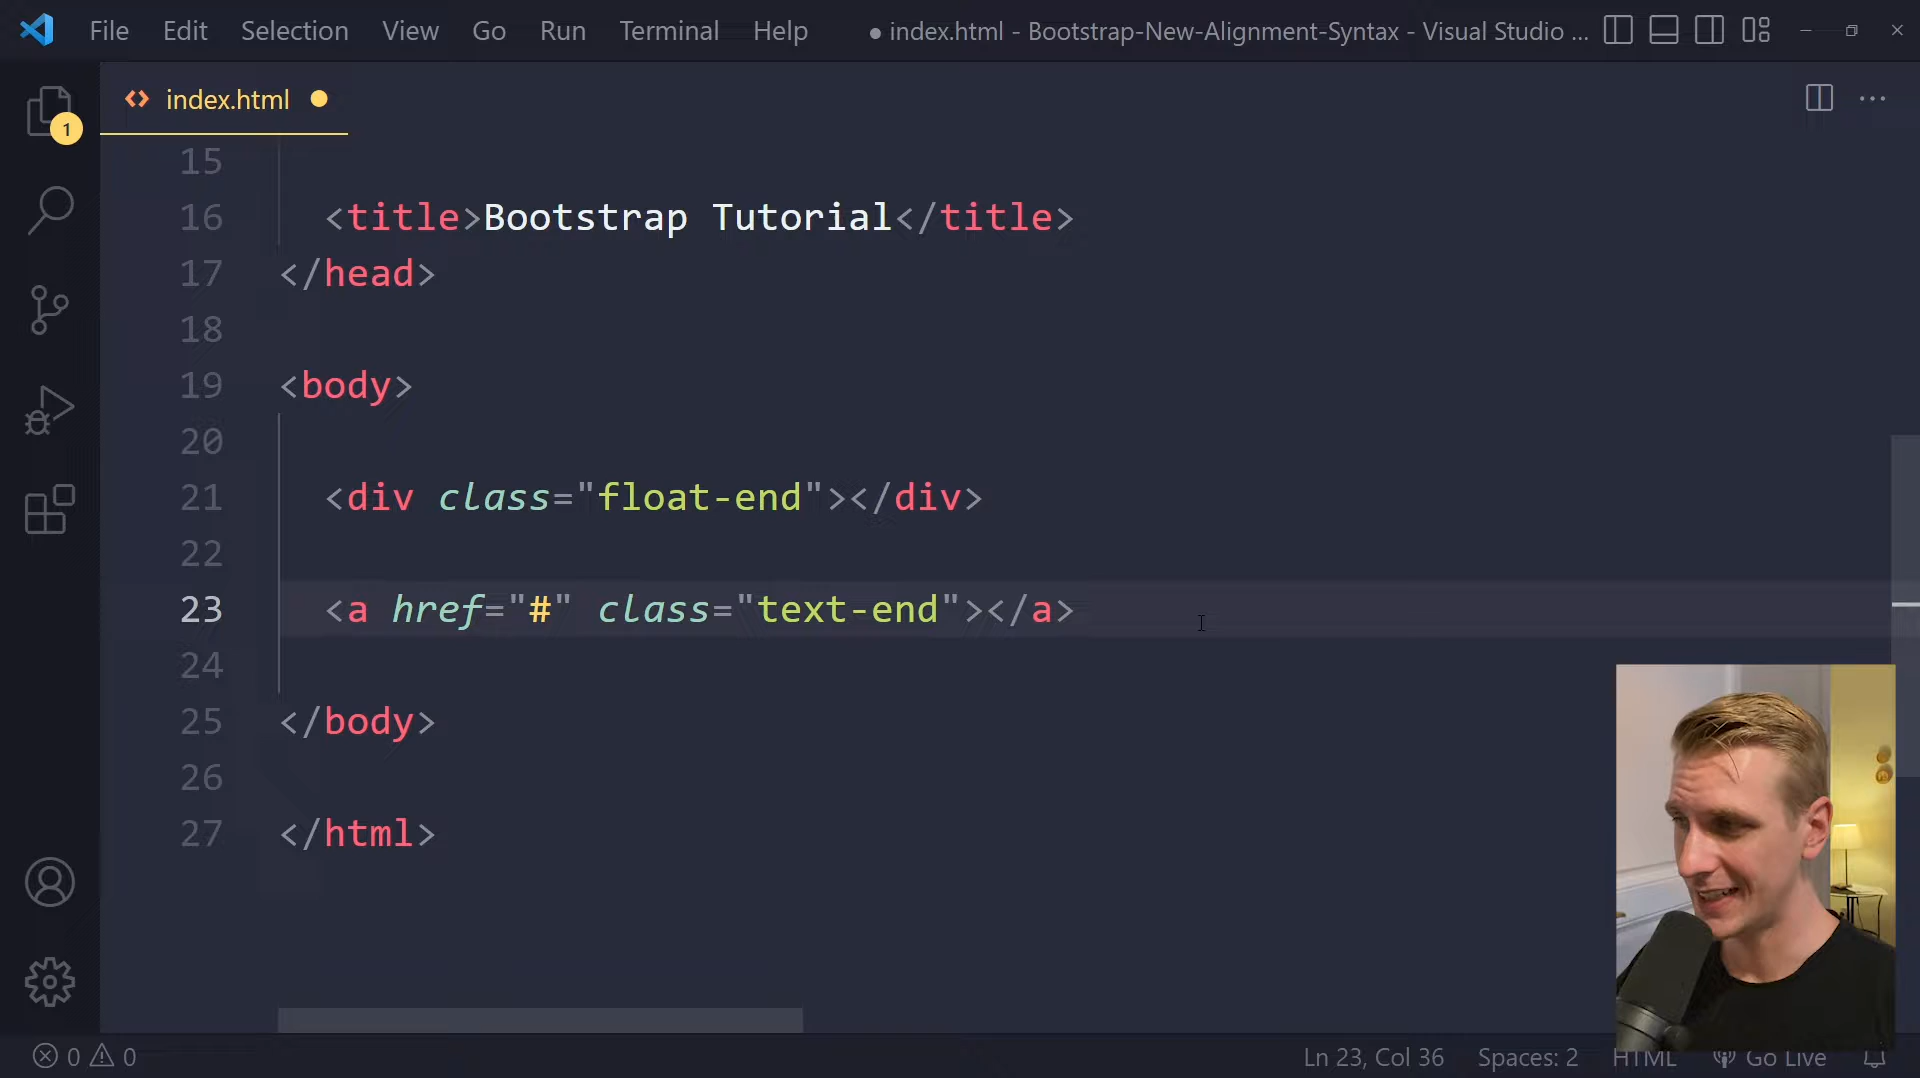 File Edit Selection View Go Run Terminal Help ● index.html - Bootstrap-New-Alignment-Syntax - Visual Studio ...
<> index.html
1
15
16 <title>Bootstrap Tutorial</title>
17 </head>
18
19 <body>
20
21 <div class="float-end"></div>
22
23 <a href="#" class="text-end"></a>
24
25 </body>
26
27 </html>
0 0 Ln 23, Col 36 Spaces: 2 HTML Go Live